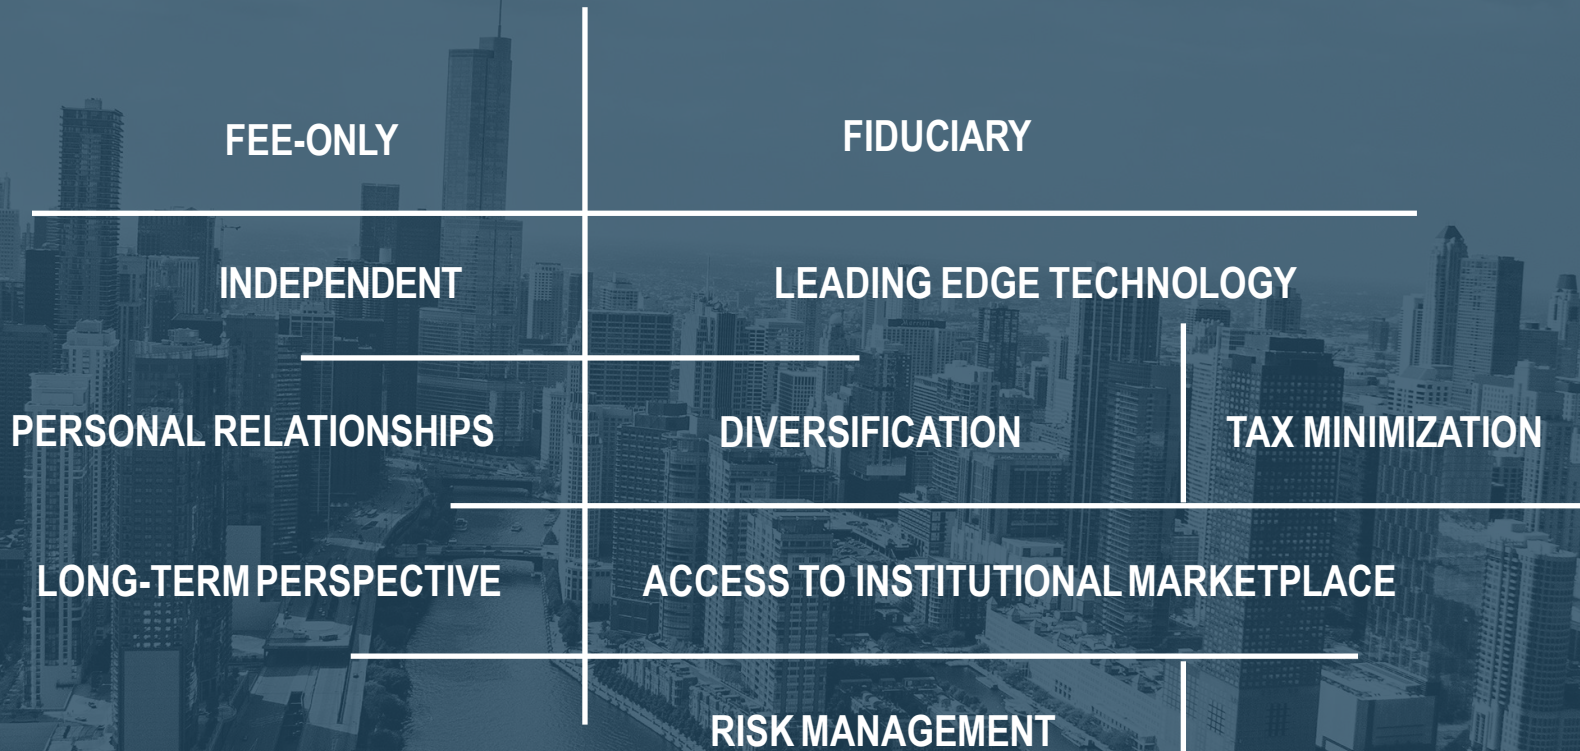 FEE-ONLY
FIDUCIARY
INDEPENDENT
LEADING EDGE TECHNOLOGY
PERSONAL RELATIONSHIPS
DIVERSIFICATION
TAX MINIMIZATION
LONG-TERM PERSPECTIVE
ACCESS TO INSTITUTIONAL MARKETPLACE
RISK MANAGEMENT